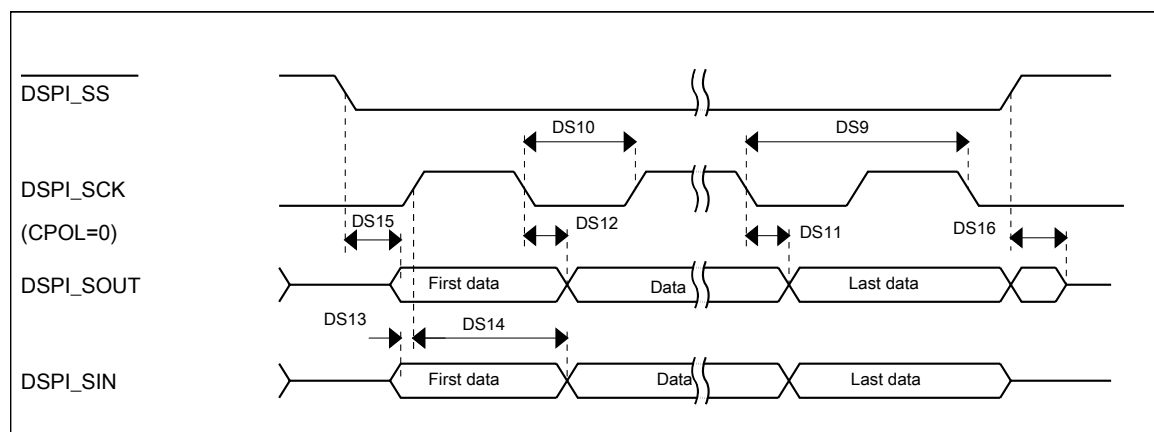 DSPI_SS
DS10
DS9
DSPI_SCK
(CPOL=0)
DS15
DS12
DS11
DS16
DSPI_SOUT
First data
Data
Last data
DS13
DS14
DSPI_SIN
First data
Data
Last data